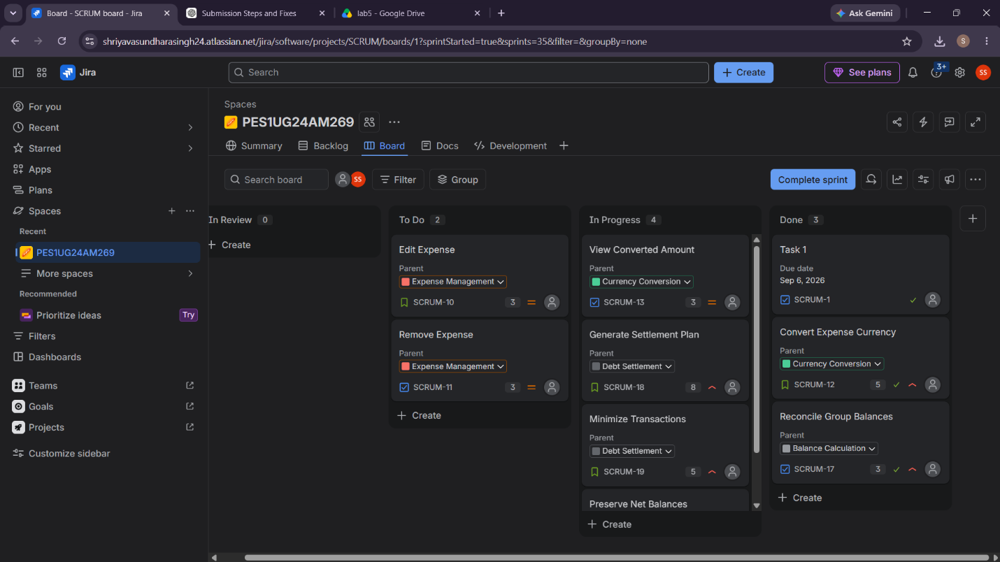 Board - SCRUM board - Jira
Submission Steps and Fixes
lab5 - Google Drive
Ask Gemini
shriyavasundharasingh24.atlassian.net/jira/software/projects/SCRUM/boards/1?sprintStarted=true&sprints=35&filter=&groupBy=none
S
Jira
Search
Create
See plans
3+
SS
For you
Recent
Starred
Apps
Plans
Spaces
Recent
PES1UG24AM269
More spaces
Recommended
Prioritize ideas
Try
Filters
Dashboards
Teams
Goals
Projects
Customize sidebar
Spaces
PES1UG24AM269
Summary
Backlog
Board
Docs
Development
Search board
SS
Filter
Group
Complete sprint
In Review 0
Create
To Do 2
Edit Expense
Parent
Expense Management
SCRUM-10 3
Remove Expense
Parent
Expense Management
SCRUM-11 3
Create
In Progress 4
View Converted Amount
Parent
Currency Conversion
SCRUM-13 3
Generate Settlement Plan
Parent
Debt Settlement
SCRUM-18 8
Minimize Transactions
Parent
Debt Settlement
SCRUM-19 5
Preserve Net Balances
Create
Done 3
Task 1
Due date
Sep 6, 2026
SCRUM-1
Convert Expense Currency
Parent
Currency Conversion
SCRUM-12 5
Reconcile Group Balances
Parent
Balance Calculation
SCRUM-17 3
Create